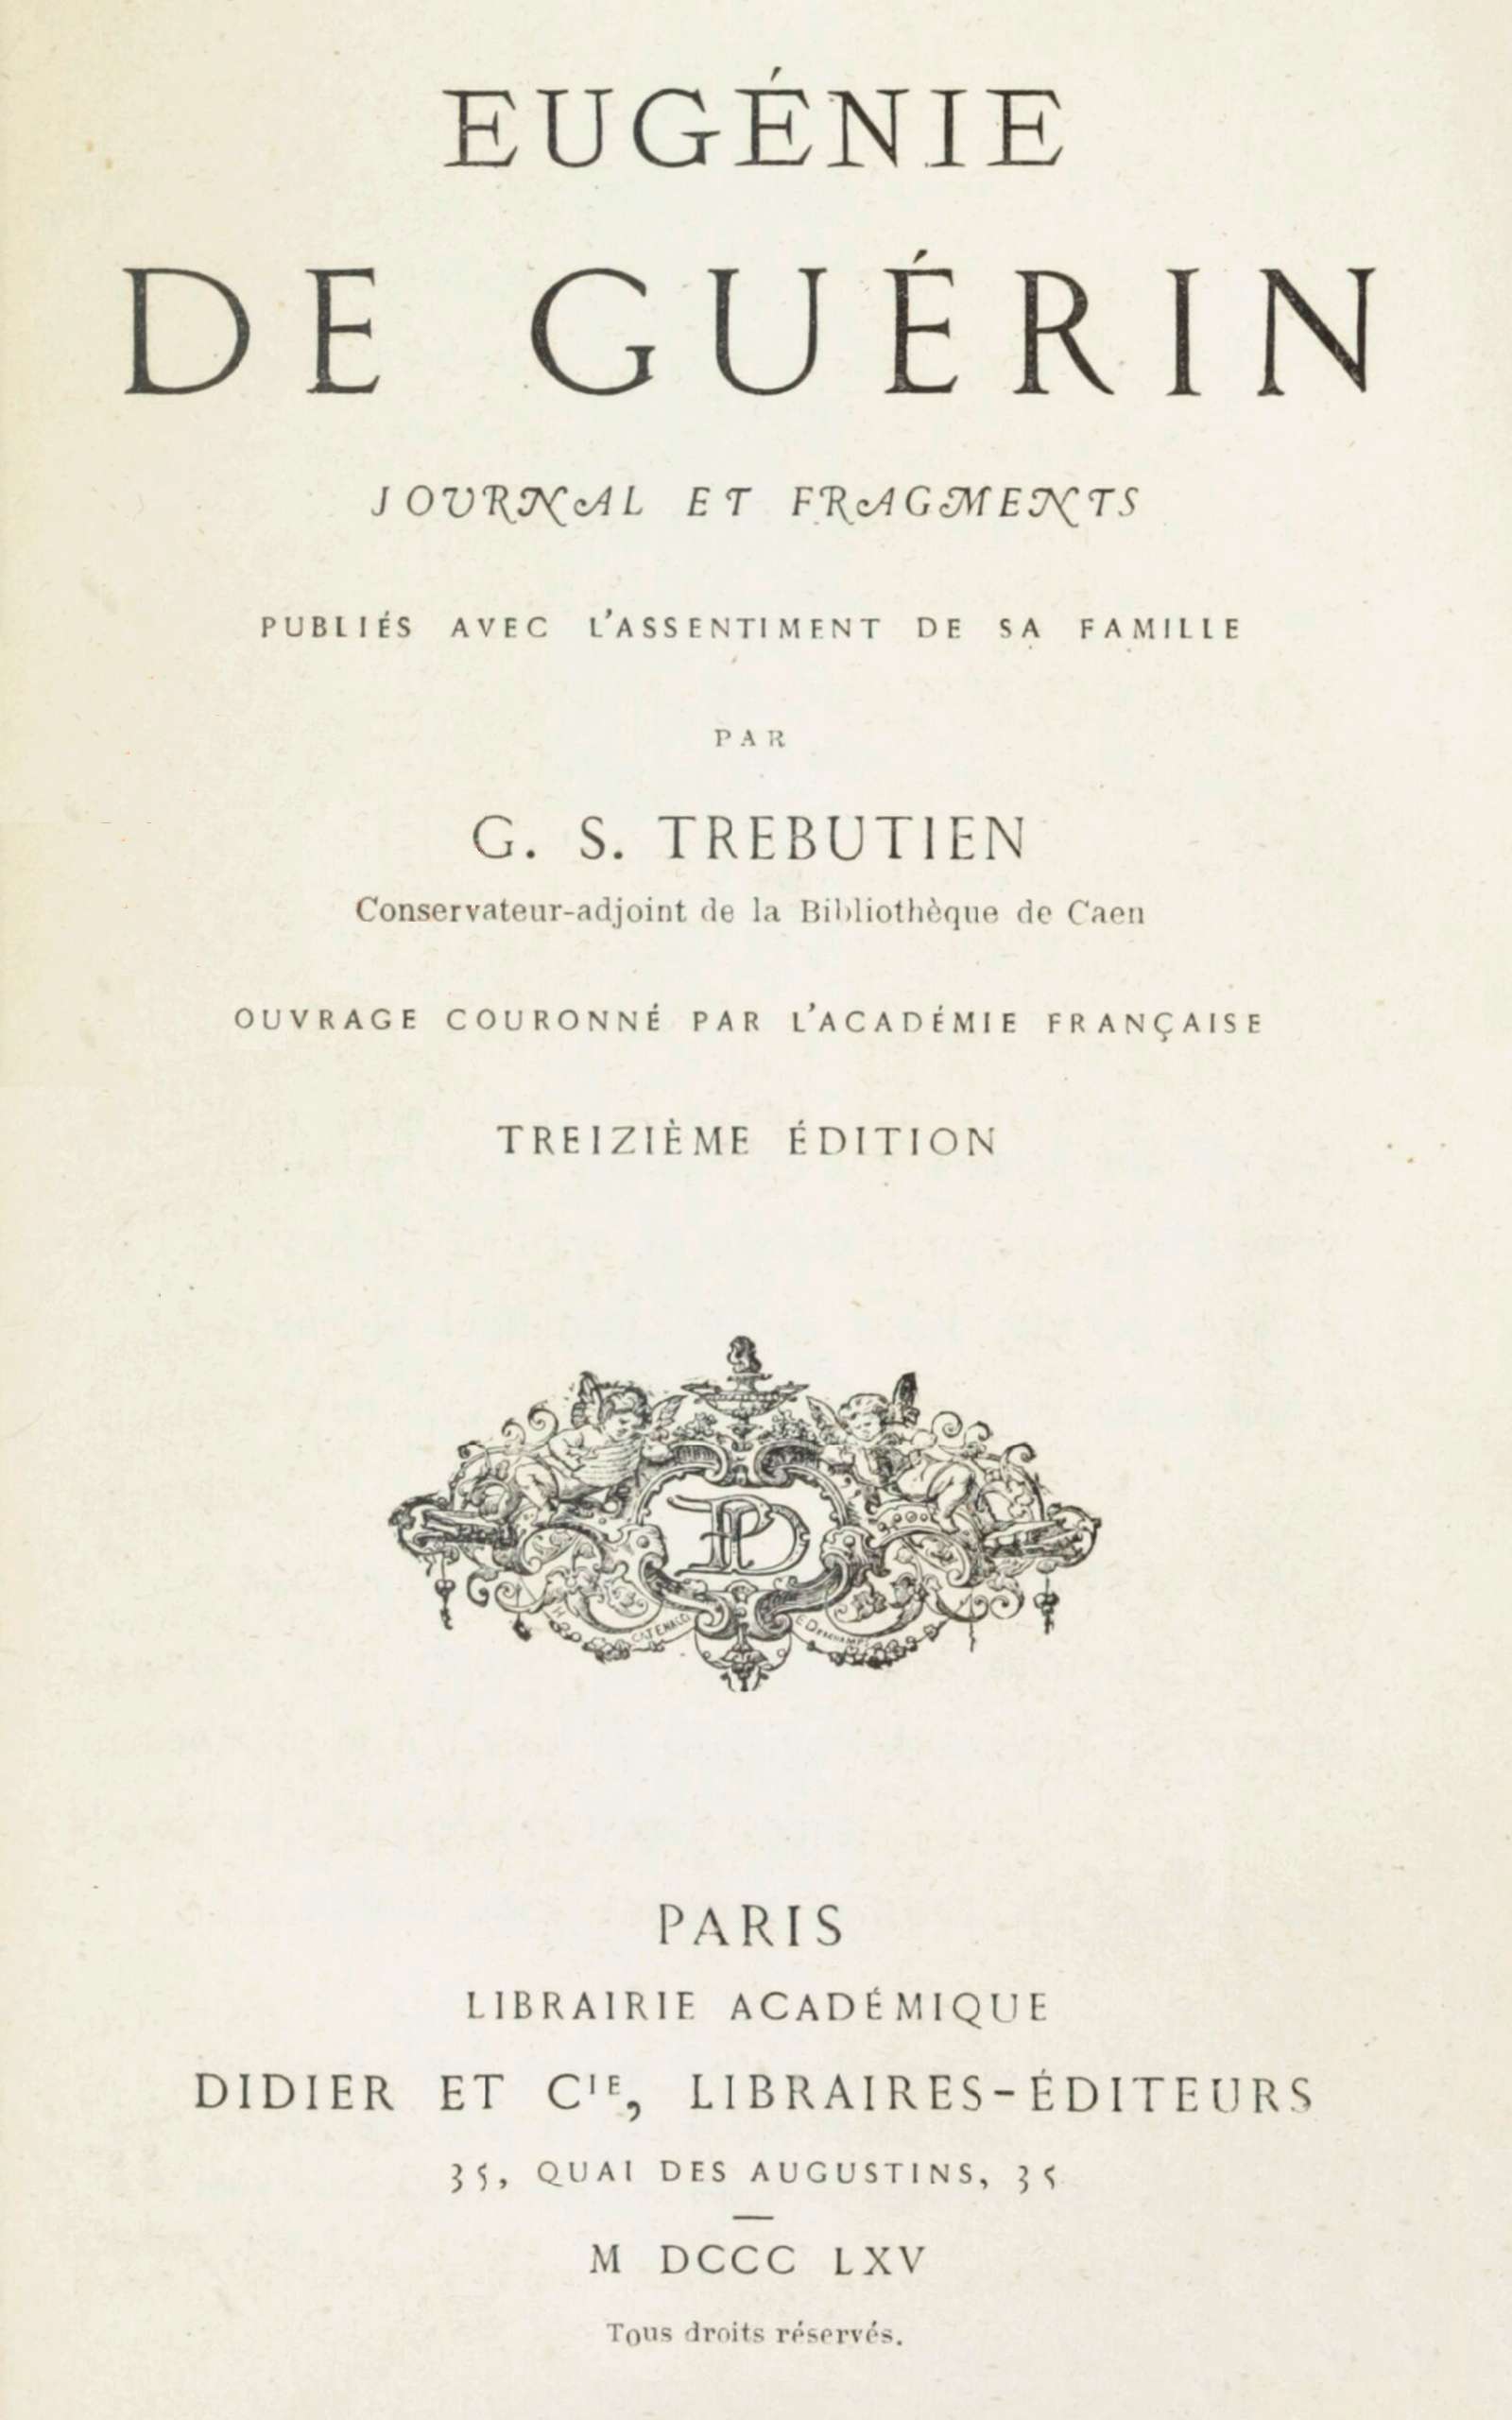 EUGÉNIE
DE GUÉRIN
JOURNAL ET FRAGMENTS
PUBLIÉS AVEC L'ASSENTIMENT DE SA FAMILLE
PAR
G. S. TREBUTIEN
Conservateur-adjoint de la Bibliothèque de Caen
OUVRAGE COURONNÉ PAR L'ACADÉMIE FRANÇAISE
TREIZIÈME ÉDITION
PARIS
LIBRAIRIE ACADÉMIQUE
DIDIER ET CIE, LIBRAIRES-ÉDITEURS
35, QUAI DES AUGUSTINS, 35
M DCCC LXV
Tous droits réservés.